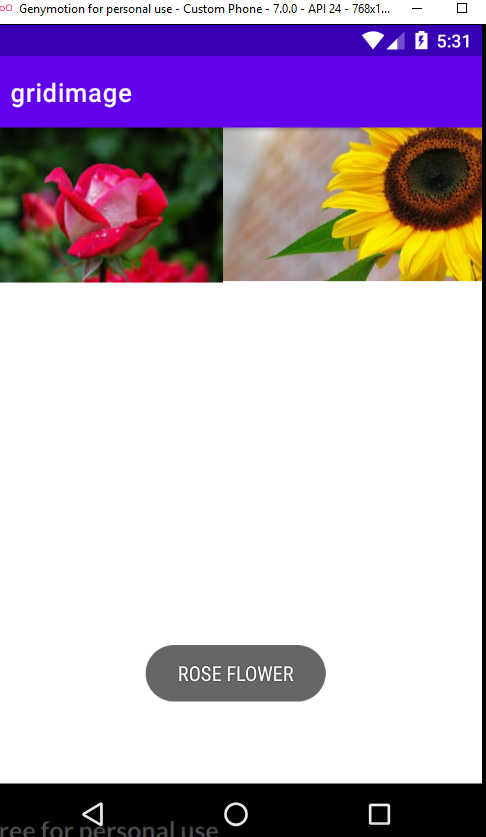 Genymotion for personal use - Custom Phone - 7.0.0 - API 24 - 768x1...
5:31
gridimage
ROSE FLOWER
ree for personal use